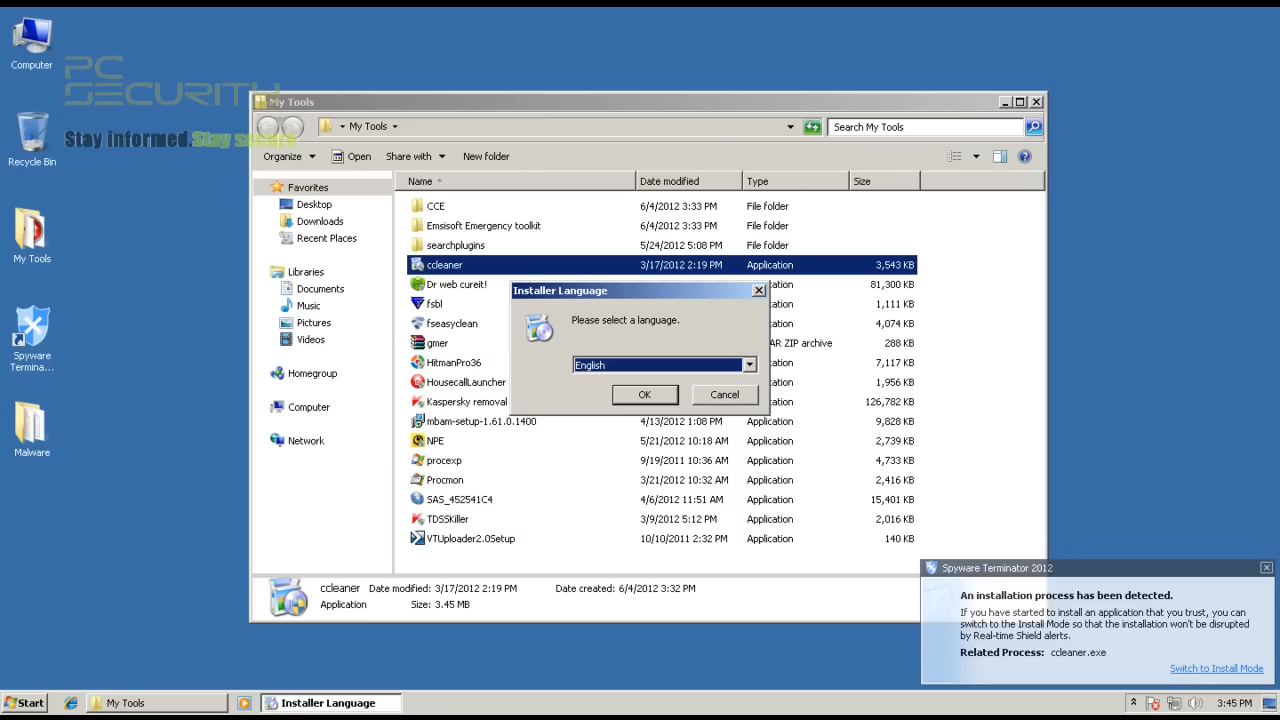 Computer
PC
SECURITY
Stay informed.Stay secure
Recycle Bin
My Tools
Spyware
Termina...
Malware
My Tools
My Tools
Search My Tools
Organize
Open
Share with
New folder
Favorites
Desktop
Downloads
Recent Places
Libraries
Documents
Music
Pictures
Videos
Homegroup
Computer
Network
Name Date modified Type Size
CCE 6/4/2012 3:33 PM File folder
Emsisoft Emergency toolkit 6/4/2012 3:33 PM File folder
searchplugins 5/24/2012 5:08 PM File folder
ccleaner 3/17/2012 2:19 PM Application 3,543 KB
Dr web cureit! 81,300 KB
fsbl 1,111 KB
fseasyclean 4,074 KB
gmer AR ZIP archive 288 KB
HitmanPro36 7,117 KB
HousecallLauncher 1,956 KB
Kaspersky removal 126,782 KB
mbam-setup-1.61.0.1400 4/13/2012 1:08 PM Application 9,828 KB
NPE 5/21/2012 10:18 AM Application 2,739 KB
procexp 9/19/2011 10:36 AM Application 4,733 KB
Procmon 3/21/2012 10:32 AM Application 2,416 KB
SAS_452541C4 4/6/2012 11:51 AM Application 15,401 KB
TDSSKiller 3/9/2012 5:12 PM Application 2,016 KB
VTUploader2.0Setup 10/10/2011 2:32 PM Application 140 KB
Installer Language
Please select a language.
English
OK
Cancel
ccleaner Date modified: 3/17/2012 2:19 PM Date created: 6/4/2012 3:32 PM
Application Size: 3.45 MB
Spyware Terminator 2012
An installation process has been detected.
If you have started to install an application that you trust, you can
switch to the Install Mode so that the installation won't be disrupted
by Real-time Shield alerts.
Related Process: ccleaner.exe
Switch to Install Mode
Start
My Tools
Installer Language
3:45 PM